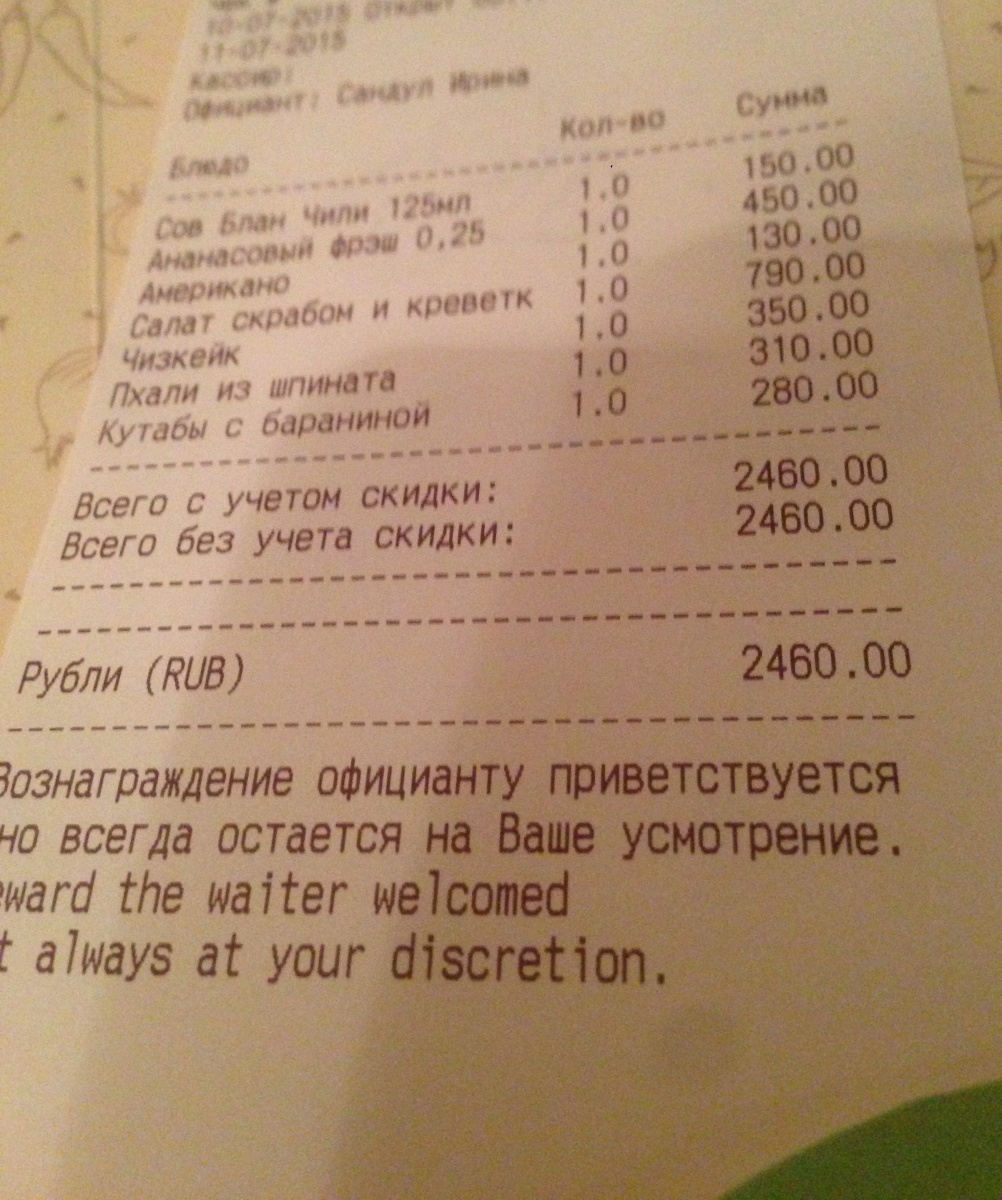 10-07-2015 Открыт
11-07-2015
Кассир:
Официант: Сандул Ирина
Блюдо Кол-во Сумма
Сов Блан Чили 125мл 1.0 150.00
Ананасовый фрэш 0,25 1.0 450.00
Американо 1.0 130.00
Салат скрабом и креветк 1.0 790.00
Чизкейк 1.0 350.00
Пхали из шпината 1.0 310.00
Кутабы с бараниной 1.0 280.00
Всего с учетом скидки: 2460.00
Всего без учета скидки: 2460.00
Рубли (RUB) 2460.00
Вознаграждение официанту приветствуется
но всегда остается на Ваше усмотрение.
eward the waiter welcomed
t always at your discretion.